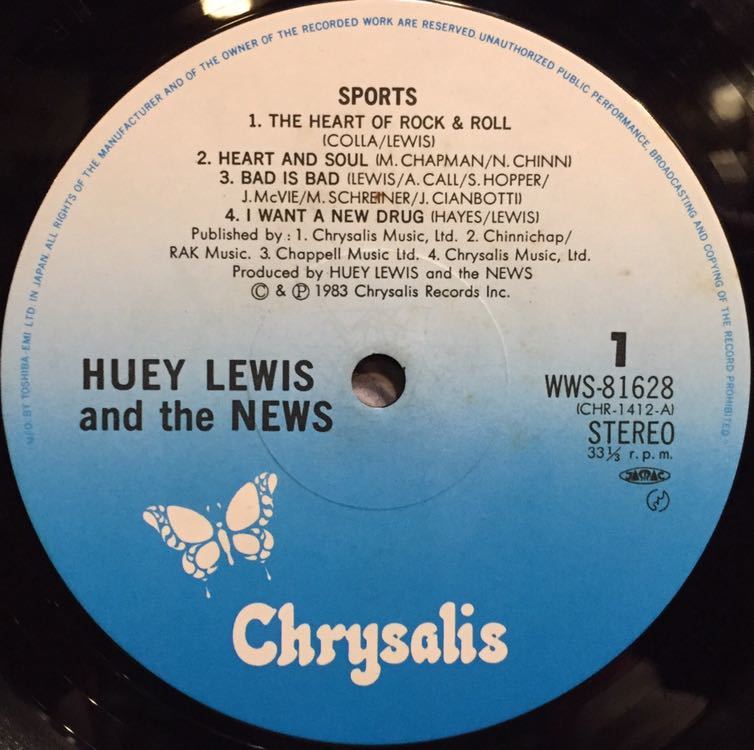 MFD. BY TOSHIBA-EMI LTD. IN JAPAN. ALL RIGHTS OF THE MANUFACTURER AND OF THE OWNER OF THE RECORDED WORK ARE RESERVED. UNAUTHORIZED PUBLIC PERFORMANCE, BROADCASTING AND COPYING OF THE RECORD PROHIBITED
SPORTS
1. THE HEART OF ROCK & ROLL
(COLLA/LEWIS)
2. HEART AND SOUL (M. CHAPMAN/N. CHINN)
3. BAD IS BAD (LEWIS/A. CALL/S. HOPPER/
J. McVIE/M. SCHREINER/J. CIANBOTTI)
4. I WANT A NEW DRUG (HAYES/LEWIS)
Published by : 1. Chrysalis Music, Ltd. 2. Chinnichap/
RAK Music. 3. Chappell Music Ltd. 4. Chrysalis Music, Ltd.
Produced by HUEY LEWIS and the NEWS
© & ℗ 1983 Chrysalis Records Inc.
HUEY LEWIS
and the NEWS
1
WWS-81628
(CHR-1412-A)
STEREO
33⅓ r.p.m.
JASRAC
Chrysalis